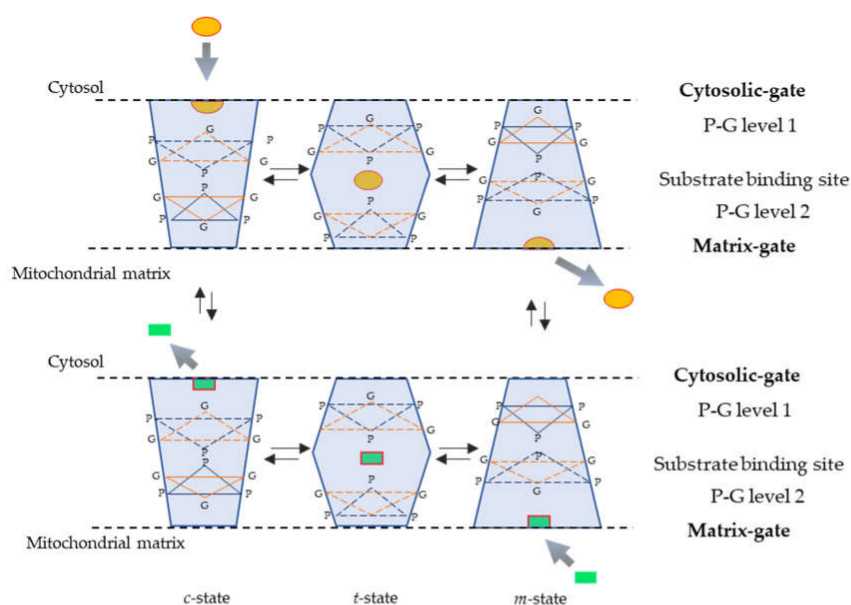 Cytosol
Cytosolic-gate
P-G level 1
Substrate binding site
P-G level 2
Matrix-gate
Mitochondrial matrix
G
P P
G G
P
P
G G
P P
G
G
P P
G G
P
G
G G
P P
G
P P
G G
P
P
G G
P P
G
Cytosol
Cytosolic-gate
P-G level 1
Substrate binding site
P-G level 2
Matrix-gate
Mitochondrial matrix
G
P P
G G
P
P
G G
P P
G
G
P P
G G
P
G
G G
P P
G
P P
G G
P
P
G G
P P
G
c-state t-state m-state